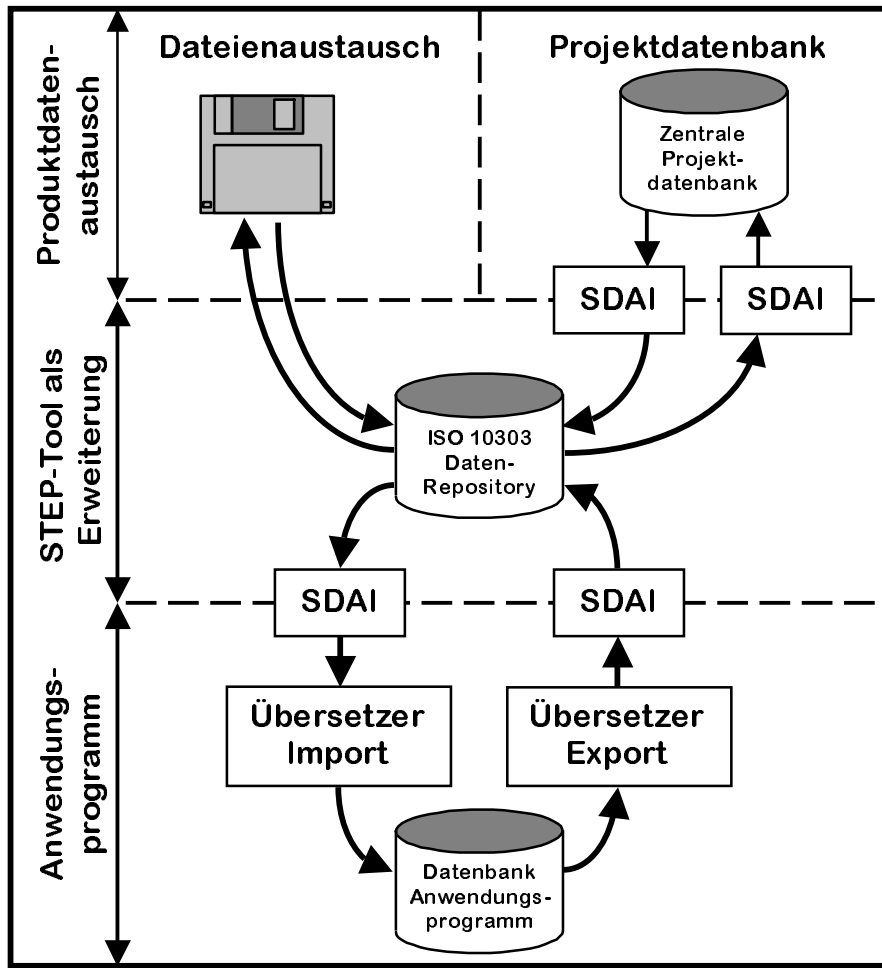 Dateienaustausch
Projektdatenbank
Produktdaten-
austausch
Zentrale
Projekt-
datenbank
SDAI
SDAI
STEP-Tool als
Erweiterung
ISO 10303
Daten-
Repository
SDAI
SDAI
Anwendungs-
programm
Übersetzer
Import
Übersetzer
Export
Datenbank
Anwendungs-
programm